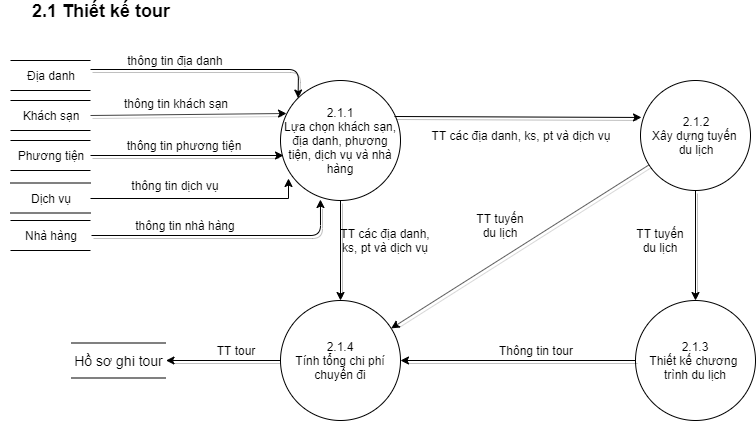 2.1 Thiết kế tour
Địa danh
thông tin địa danh
Khách sạn
thông tin khách sạn
Phương tiện
thông tin phương tiện
Dịch vụ
thông tin dịch vụ
Nhà hàng
thông tin nhà hàng
2.1.1
Lựa chọn khách sạn,
địa danh, phương
tiện, dịch vụ và nhà
hàng
TT các địa danh, ks, pt và dịch vụ
2.1.2
Xây dựng tuyến
du lịch
TT các địa danh,
ks, pt và dịch vụ
TT tuyến
du lịch
TT tuyến
du lịch
Hồ sơ ghi tour
TT tour
2.1.4
Tính tổng chi phí
chuyến đi
Thông tin tour
2.1.3
Thiết kế chương
trình du lịch